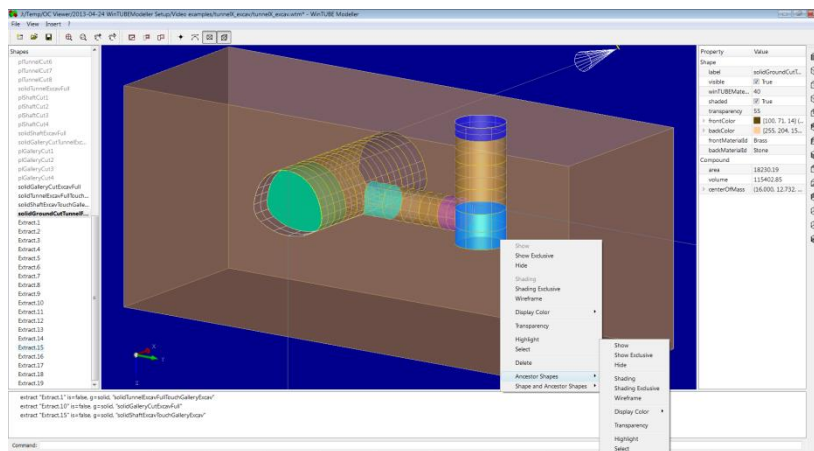 J:/Temp/OC Viewer/2013-04-24 WinTUBEModeller Setup/Video examples/tunnelX_excav/tunnelX_excav.wtm* - WinTUBE Modeller
File View Insert ?
Shapes
plTunnelCut6
plTunnelCut7
plTunnelCut8
solidTunnelExcavFull
plShaftCut1
plShaftCut2
plShaftCut3
plShaftCut4
solidShaftExcavFull
solidGalleryCutTunnelExc...
plGalleryCut1
plGalleryCut2
plGalleryCut3
plGalleryCut4
solidGalleryCutExcavFull
solidTunnelExcavFullTouch...
solidShaftExcavTouchGalle...
solidGroundCutTunnelF...
Extract.1
Extract.2
Extract.3
Extract.4
Extract.5
Extract.6
Extract.7
Extract.8
Extract.9
Extract.10
Extract.11
Extract.12
Extract.13
Extract.14
Extract.15
Extract.16
Extract.17
Extract.18
Extract.19
X
Y
Z
Show
Show Exclusive
Hide
Shading
Shading Exclusive
Wireframe
Display Color
Transparency
Highlight
Select
Delete
Ancestor Shapes
Shape and Ancestor Shapes
Show
Show Exclusive
Hide
Shading
Shading Exclusive
Wireframe
Display Color
Transparency
Highlight
Select
Property Value
Shape
label solidGroundCutT...
visible True
winTUBEMate... 40
shaded True
transparency 55
frontColor [100, 71, 14] (...
backColor [255, 204, 15...
frontMaterialId Brass
backMaterialId Stone
Compound
area 18230.19
volume 115402.85
centerOfMass (16.000, 12.732, ...
extract "Extract.1" is=false, g=solid, "solidTunnelExcavFullTouchGalleryExcav"
extract "Extract.10" is=false, g=solid, "solidGalleryCutExcavFull"
extract "Extract.15" is=false, g=solid, "solidShaftExcavTouchGalleryExcav"
Command: